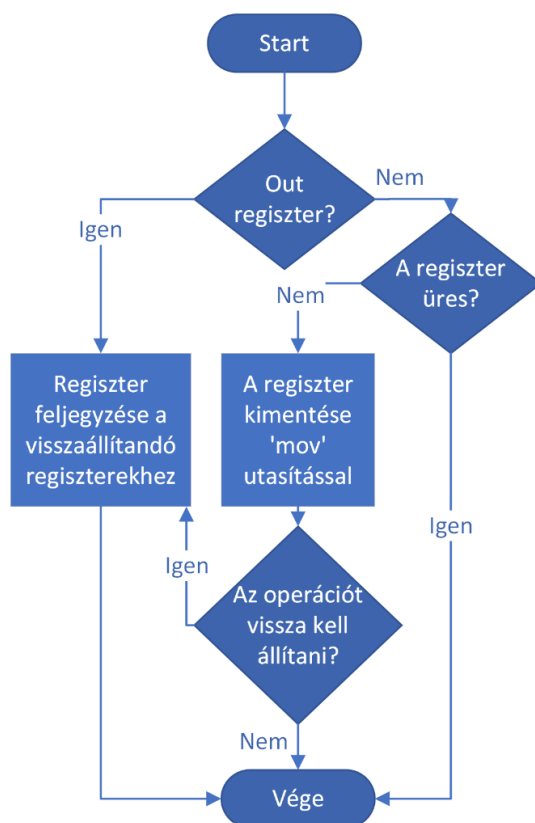 Start
Out
regiszter?
Nem
Igen
A regiszter
üres?
Nem
Regiszter
feljegyzése a
visszaállítandó
regiszterekhez
A regiszter
kimentése
'mov'
utasítással
Igen
Igen
Az operációt
vissza kell
állítani?
Nem
Vége